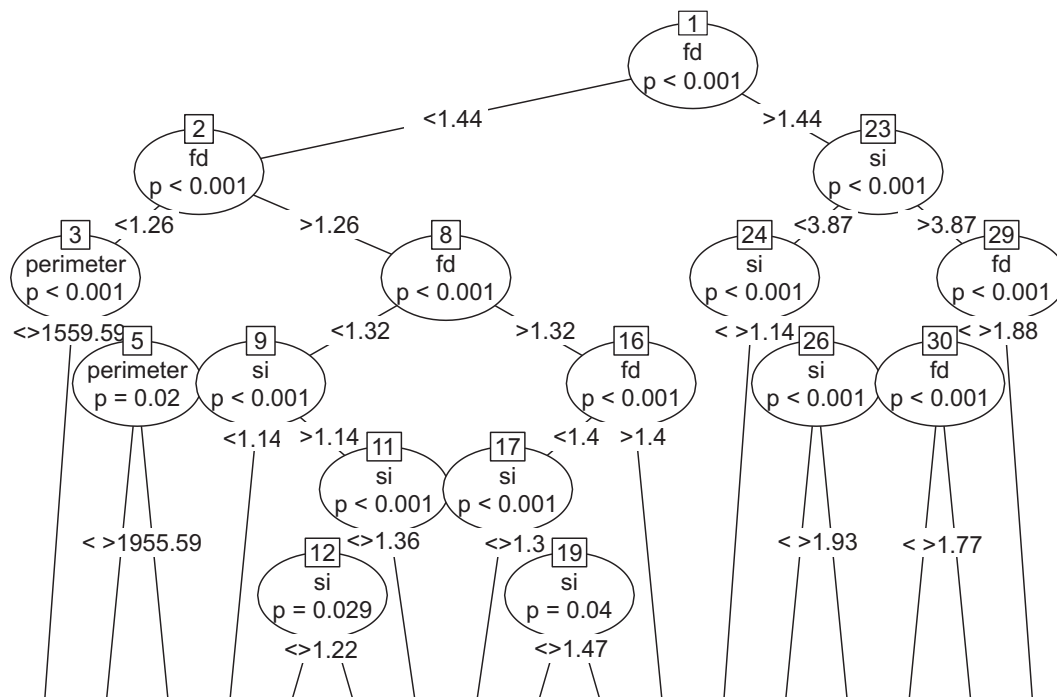 1
fd
p < 0.001
<1.44
>1.44
2
fd
p < 0.001
23
si
p < 0.001
<1.26
>1.26
<3.87
>3.87
3
perimeter
p < 0.001
8
fd
p < 0.001
24
si
p < 0.001
29
fd
p < 0.001
<>1559.59
<1.32
>1.32
< >1.14
< >1.88
5
perimeter
p = 0.02
9
si
p < 0.001
16
fd
p < 0.001
26
si
p < 0.001
30
fd
p < 0.001
<1.14
>1.14
<1.4
>1.4
11
si
p < 0.001
17
si
p < 0.001
< >1955.59
<>1.36
<>1.3
< >1.93
< >1.77
12
si
p = 0.029
19
si
p = 0.04
<>1.22
<>1.47